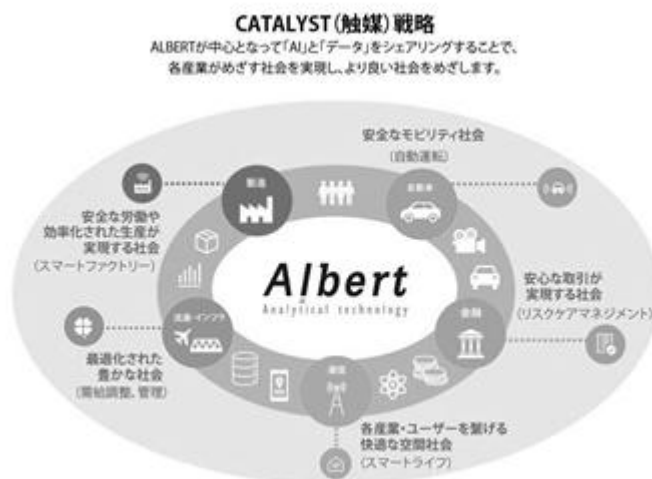 CATALYST(触媒)戦略
ALBERTが中心となって「AI」と「データ」をシェアリングすることで、
各産業がめざす社会を実現し、より良い社会をめざします。
安全なモビリティ社会
(自動運転)
製造
自動車
安全な労働や
効率化された生産が
実現する社会
(スマートファクトリー)
Albert
Analytical technology
安心な取引が
実現する社会
(リスクケアマネジメント)
流通・インフラ
金融
最適化された
豊かな社会
(需給調整、管理)
通信
各産業・ユーザーを繋げる
快適な空間社会
(スマートライフ)